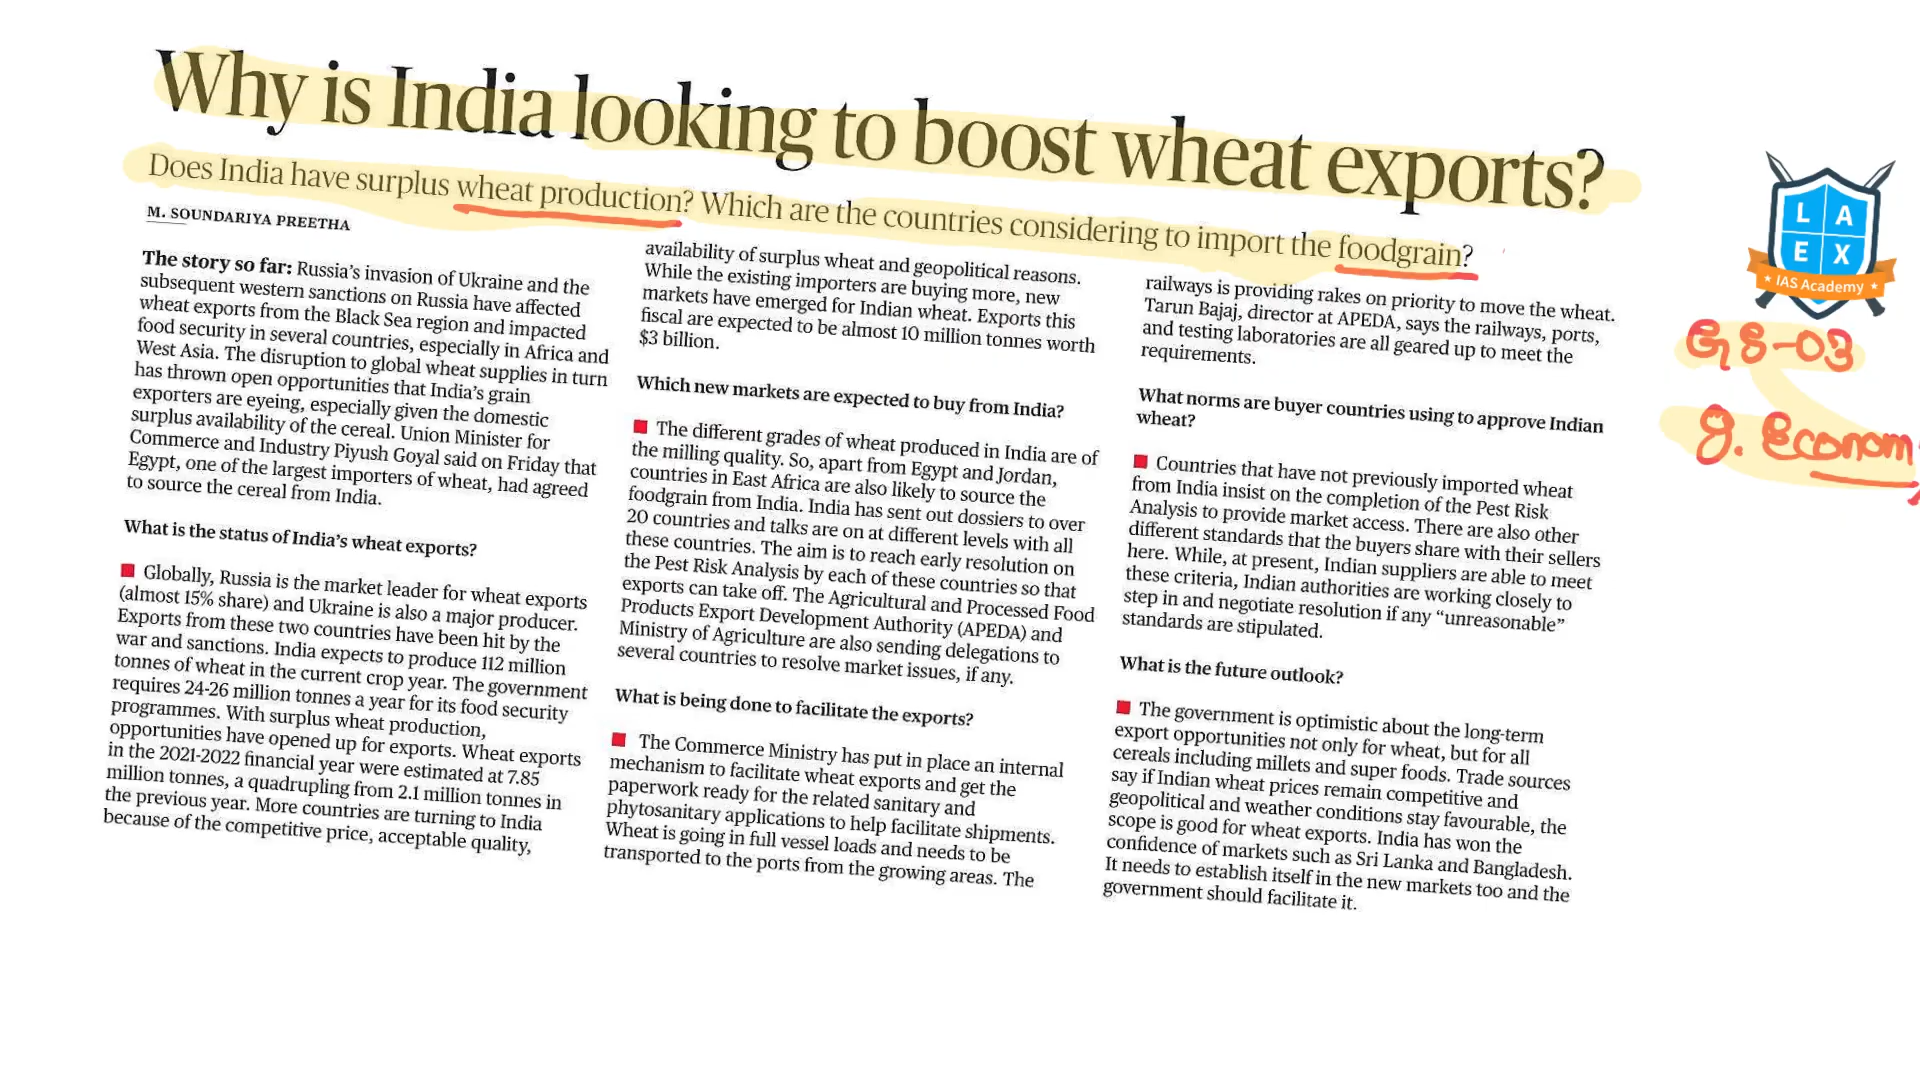 Why is India looking to boost wheat exports?
Does India have surplus wheat production? Which are the countries considering to import the foodgrain?
M. SOUNDARIYA PREETHA
The story so far: Russia's invasion of Ukraine and the
subsequent western sanctions on Russia have affected
wheat exports from the Black Sea region and impacted
food security in several countries, especially in Africa and
West Asia. The disruption to global wheat supplies in turn
has thrown open opportunities that India's grain
exporters are eyeing, especially given the domestic
surplus availability of the cereal. Union Minister for
Commerce and Industry Piyush Goyal said on Friday that
Egypt, one of the largest importers of wheat, had agreed
to source the cereal from India.
What is the status of India's wheat exports?
Globally, Russia is the market leader for wheat exports
(almost 15% share) and Ukraine is also a major producer.
Exports from these two countries have been hit by the
war and sanctions. India expects to produce 112 million
tonnes of wheat in the current crop year. The government
requires 24-26 million tonnes a year for its food security
programmes. With surplus wheat production,
opportunities have opened up for exports. Wheat exports
in the 2021-2022 financial year were estimated at 7.85
million tonnes, a quadrupling from 2.1 million tonnes in
the previous year. More countries are turning to India
because of the competitive price, acceptable quality,
availability of surplus wheat and geopolitical reasons.
While the existing importers are buying more, new
markets have emerged for Indian wheat. Exports this
fiscal are expected to be almost 10 million tonnes worth
$3 billion.
Which new markets are expected to buy from India?
The different grades of wheat produced in India are of
the milling quality. So, apart from Egypt and Jordan,
countries in East Africa are also likely to source the
foodgrain from India. India has sent out dossiers to over
20 countries and talks are on at different levels with all
these countries. The aim is to reach early resolution on
the Pest Risk Analysis by each of these countries so that
exports can take off. The Agricultural and Processed Food
Products Export Development Authority (APEDA) and
Ministry of Agriculture are also sending delegations to
several countries to resolve market issues, if any.
What is being done to facilitate the exports?
The Commerce Ministry has put in place an internal
mechanism to facilitate wheat exports and get the
paperwork ready for the related sanitary and
phytosanitary applications to help facilitate shipments.
Wheat is going in full vessel loads and needs to be
transported to the ports from the growing areas. The
railways is providing rakes on priority to move the wheat.
Tarun Bajaj, director at APEDA, says the railways, ports,
and testing laboratories are all geared up to meet the
requirements.
What norms are buyer countries using to approve Indian
wheat?
Countries that have not previously imported wheat
from India insist on the completion of the Pest Risk
Analysis to provide market access. There are also other
different standards that the buyers share with their sellers
here. While, at present, Indian suppliers are able to meet
these criteria, Indian authorities are working closely to
step in and negotiate resolution if any “unreasonable”
standards are stipulated.
What is the future outlook?
The government is optimistic about the long-term
export opportunities not only for wheat, but for all
cereals including millets and super foods. Trade sources
say if Indian wheat prices remain competitive and
geopolitical and weather conditions stay favourable, the
scope is good for wheat exports. India has won the
confidence of markets such as Sri Lanka and Bangladesh.
It needs to establish itself in the new markets too and the
government should facilitate it.
LA
EX
IAS Academy
GS-03
Econom